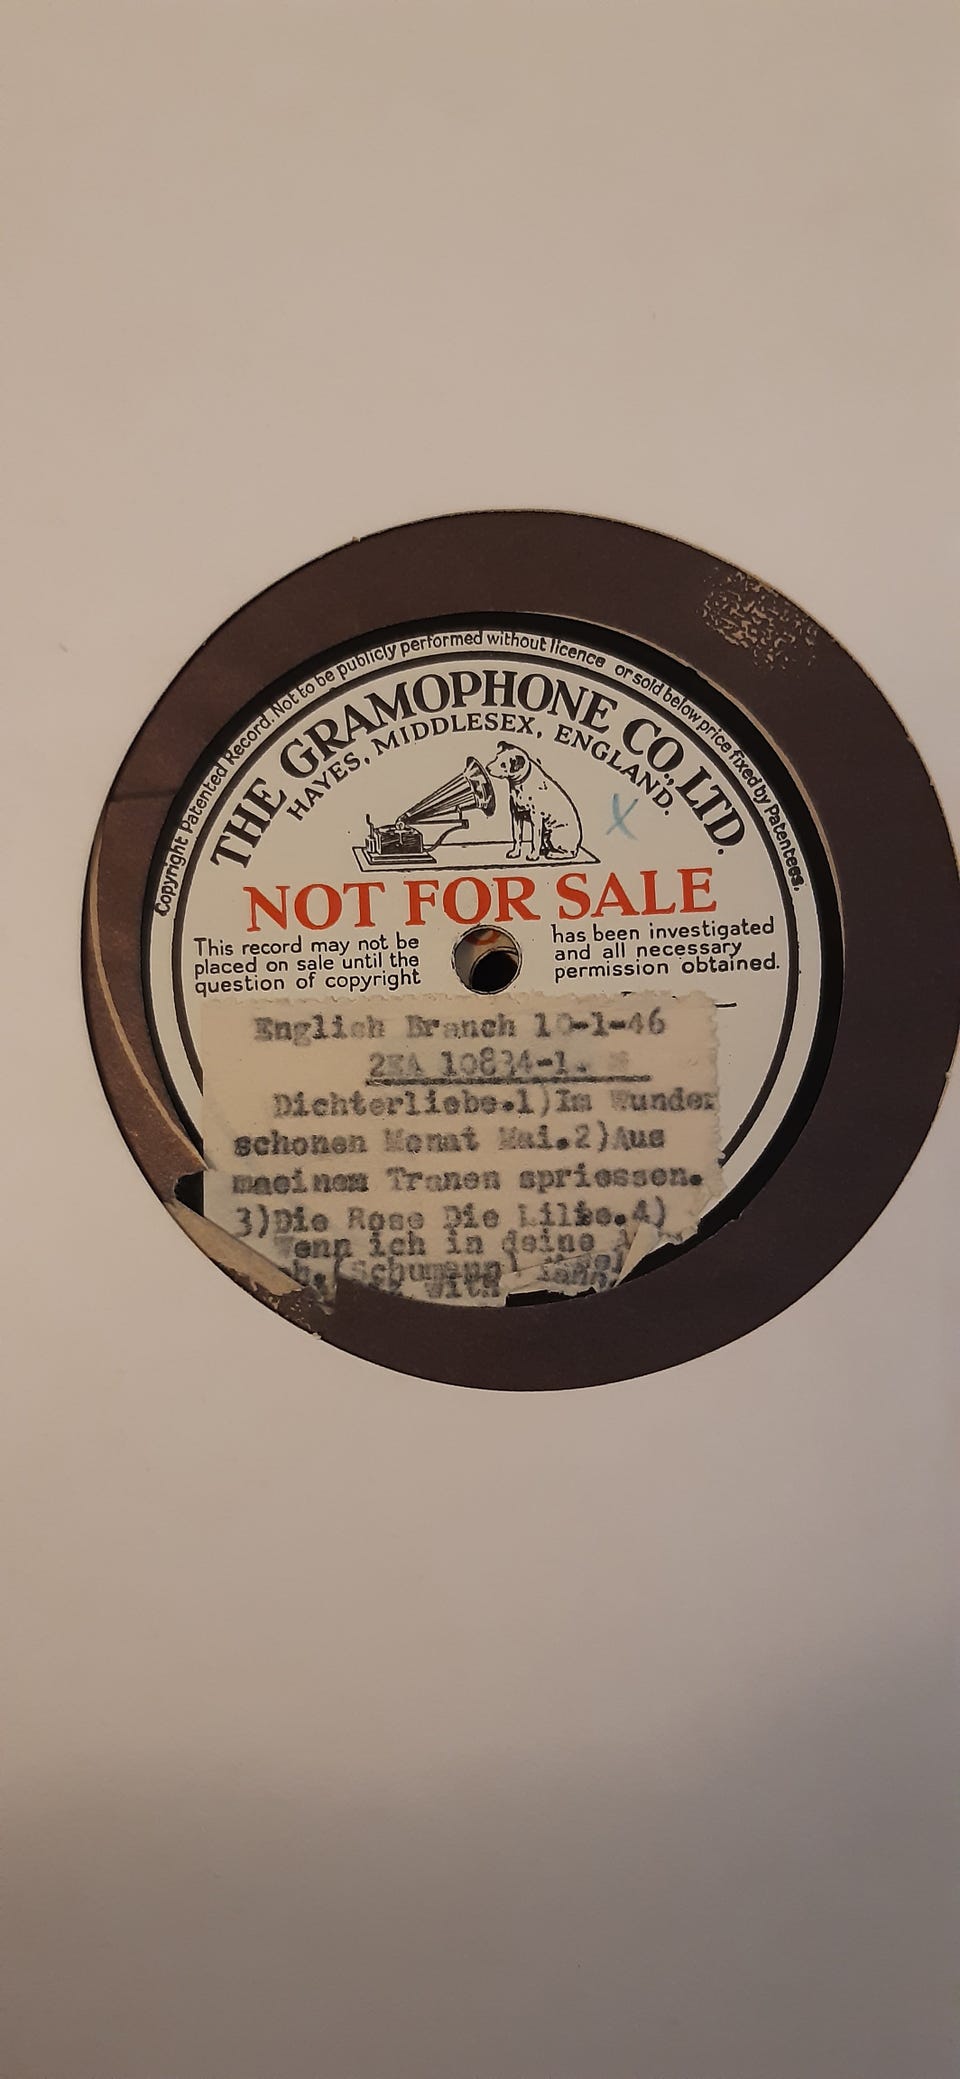 Copyright Patented Record. Not to be publicly performed without licence or sold below price fixed by Patentees.
THE GRAMOPHONE CO., LTD.
HAYES, MIDDLESEX, ENGLAND.
X
NOT FOR SALE
This record may not be
placed on sale until the
question of copyright
has been investigated
and all necessary
permission obtained.
English Branch 10-1-46
2EA 10834-1.
Dichterliebe.1)Im Wunder
schonen Monat Mai.2)Aus
maeinem Tranen spriessen.
3)Die Rose Die Lilie.4)
Wenn ich in deine
(Schumann)
with